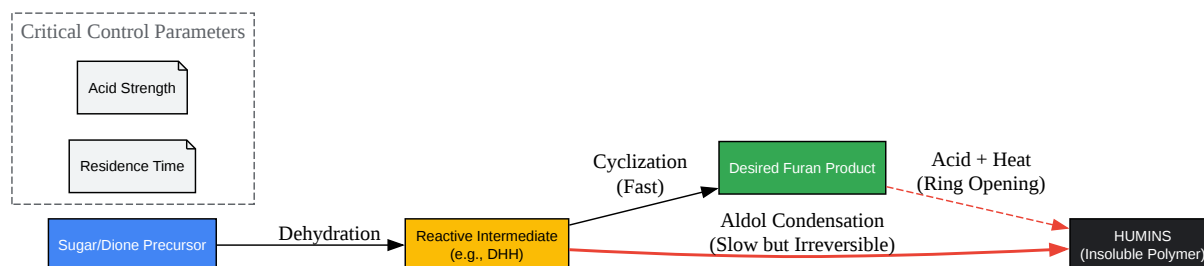 Critical Control Parameters
Acid Strength
Residence Time
Sugar/Dione Precursor
Dehydration
Reactive Intermediate
(e.g., DHH)
Cyclization
(Fast)
Desired Furan Product
Aldol Condensation
(Slow but Irreversible)
Acid + Heat
(Ring Opening)
HUMINS
(Insoluble Polymer)